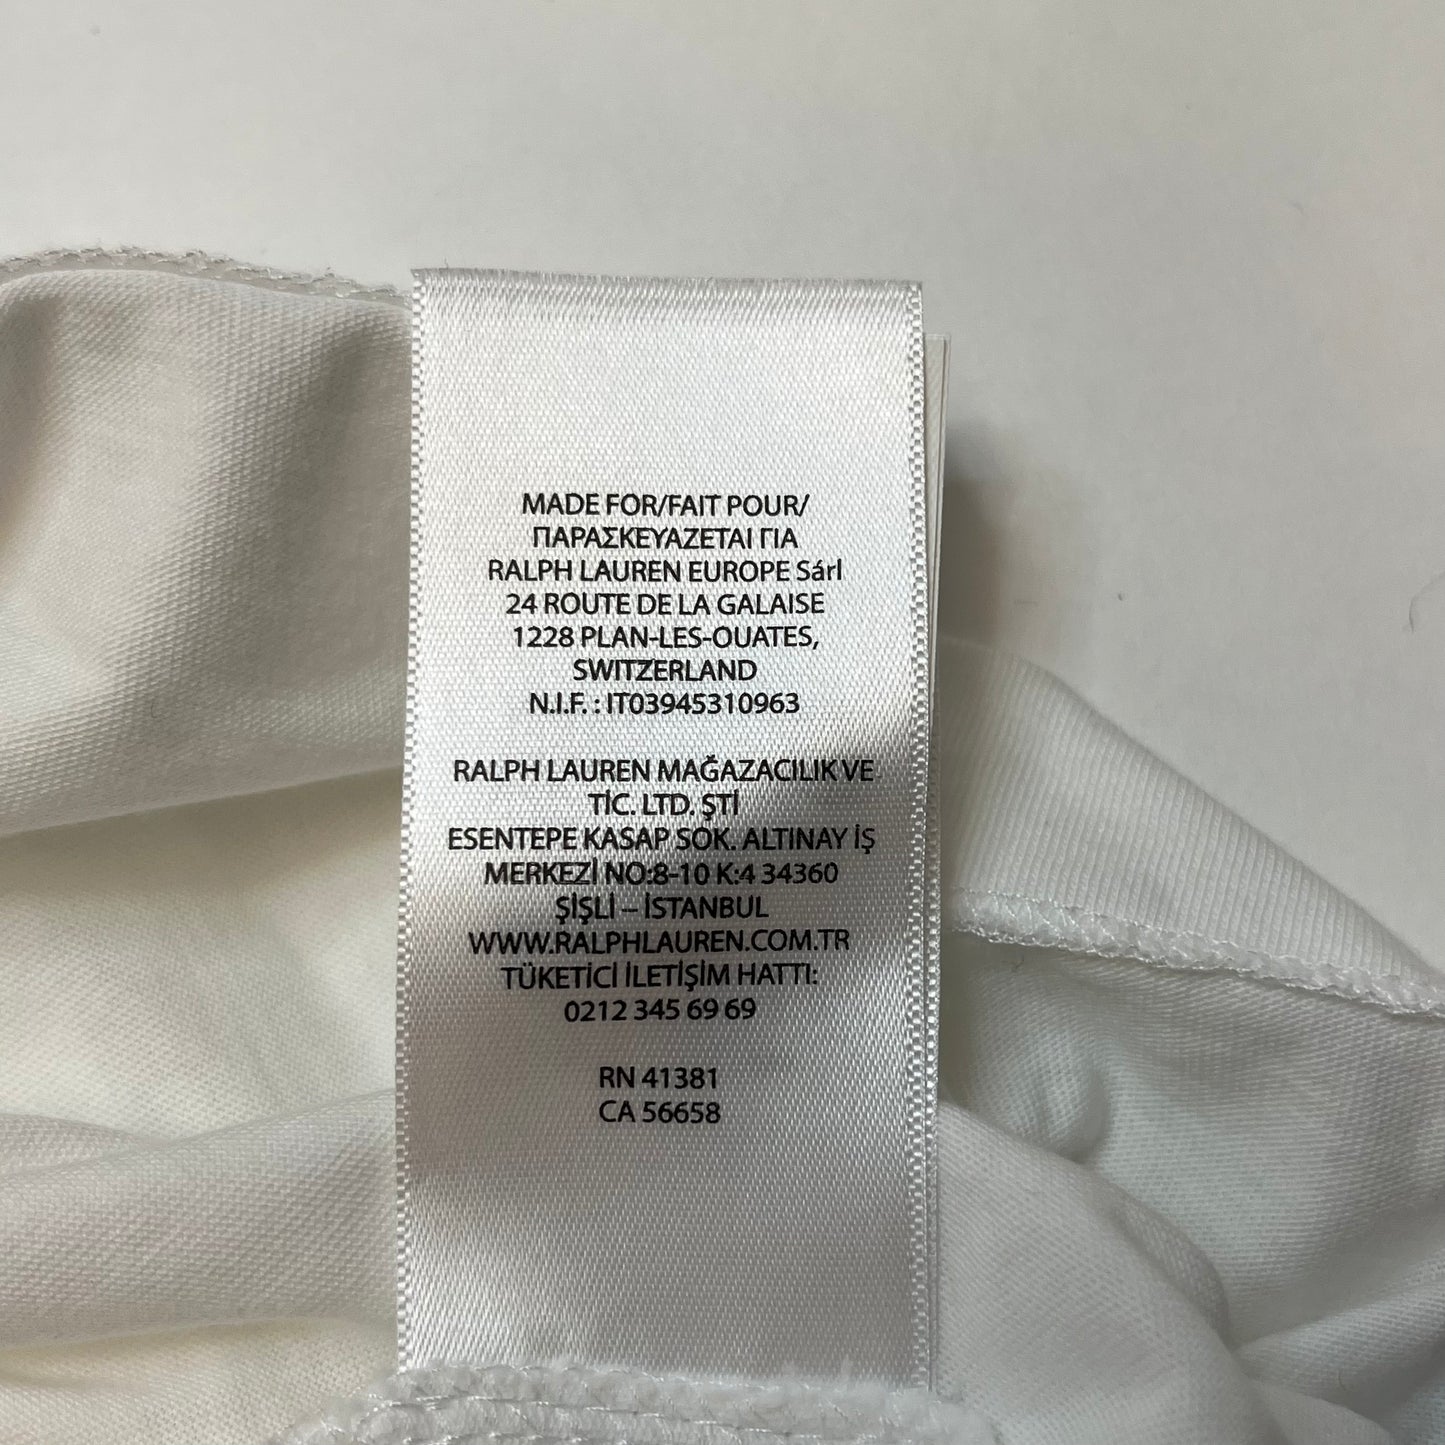 MADE FOR/FAIT POUR/
ΠΑΡΑΣΚΕΥΑΖΕΤΑΙ ΓΙΑ
RALPH LAUREN EUROPE Sárl
24 ROUTE DE LA GALAISE
1228 PLAN-LES-OUATES,
SWITZERLAND
N.I.F. : IT03945310963
RALPH LAUREN MAĞAZACILIK VE
TİC. LTD. ŞTİ
ESENTEPE KASAP SOK. ALTINAY İŞ
MERKEZİ NO:8-10 K:4 34360
ŞİŞLİ – İSTANBUL
WWW.RALPHLAUREN.COM.TR
TÜKETİCİ İLETİŞİM HATTI:
0212 345 69 69
RN 41381
CA 56658